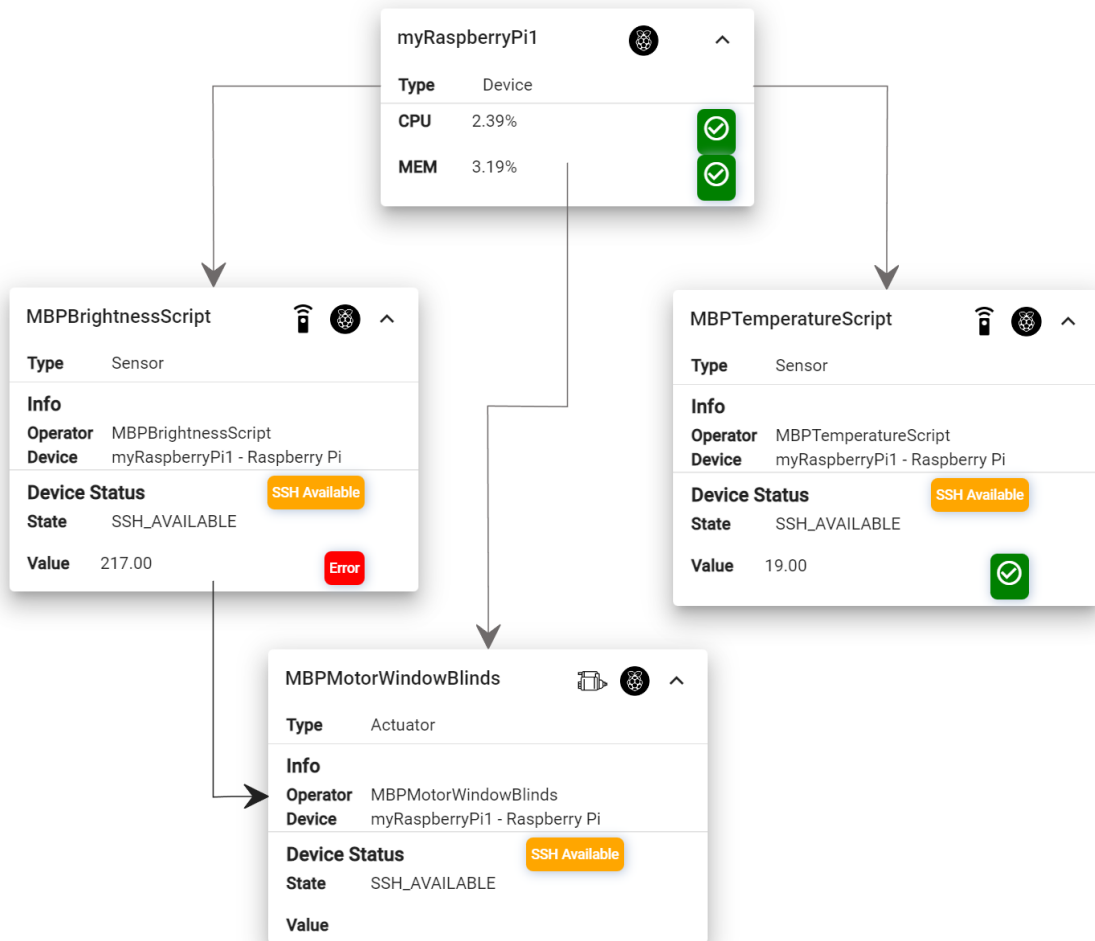 myRaspberryPi1
Type Device
CPU 2.39%
MEM 3.19%
MBPBrightnessScript
Type Sensor
Info
Operator MBPBrightnessScript
Device myRaspberryPi1 - Raspberry Pi
Device Status SSH Available
State SSH_AVAILABLE
Value 217.00 Error
MBPTemperatureScript
Type Sensor
Info
Operator MBPTemperatureScript
Device myRaspberryPi1 - Raspberry Pi
Device Status SSH Available
State SSH_AVAILABLE
Value 19.00
MBPMotorWindowBlinds
Type Actuator
Info
Operator MBPMotorWindowBlinds
Device myRaspberryPi1 - Raspberry Pi
Device Status SSH Available
State SSH_AVAILABLE
Value